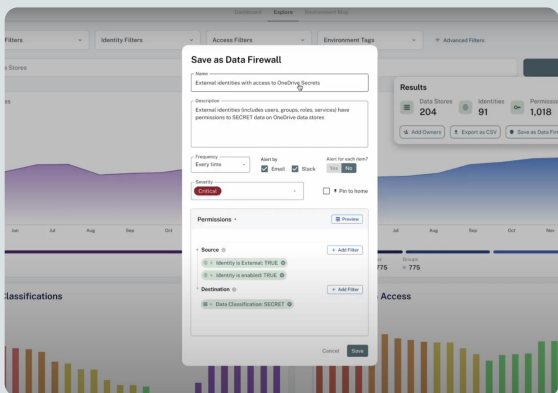 Dashboard Explore Environment Map
Filters
Identity Filters
Access Filters
Environment Tags
Advanced Filters
Stores
Save as Data Firewall
Name
External identities with access to OneDrive Secrets
Description
External identities (includes users, groups, roles, services) have
permissions to SECRET data on OneDrive data stores
Frequency
Every time
Alert by
Email
Slack
Alert for each item?
Yes No
Severity
Critical
Pin to home
Permissions
Preview
Source
+ Add Filter
Identity is External: TRUE
Identity is enabled: TRUE
Destination
+ Add Filter
Data Classification: SECRET
Cancel
Save
Results
Data Stores
204
Identities
91
Permissio
1,018
Add Owners
Export as CSV
Save as Data Fire
Jun Jul Aug Sep Oct
Jul Aug Sep Oct Nov
775
Groups
775
Classifications
Access